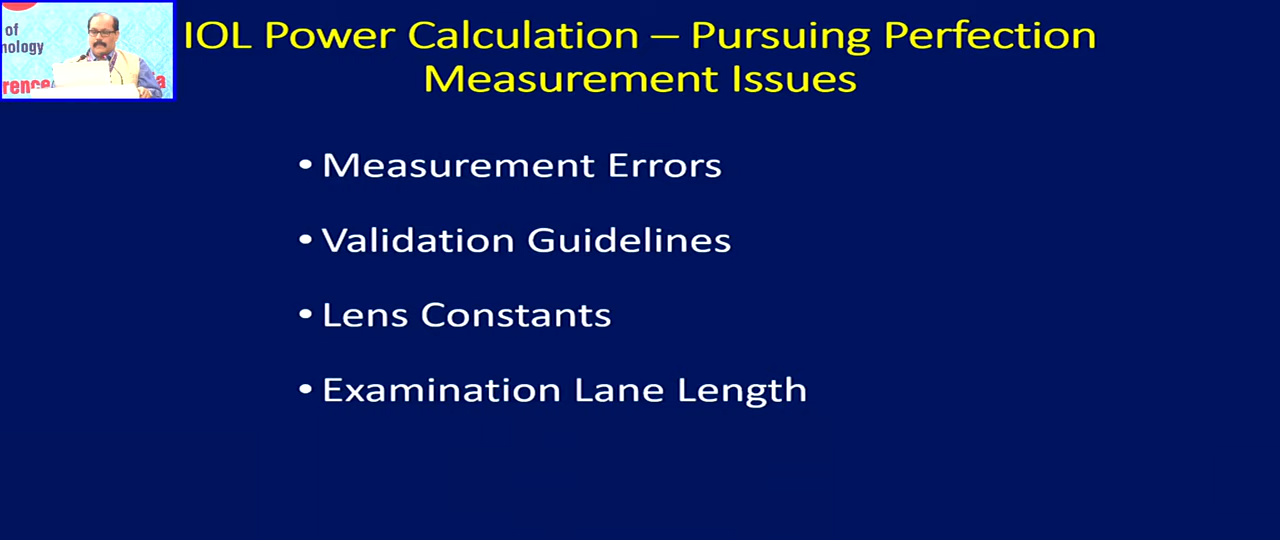 of
nology
rence
a
IOL Power Calculation – Pursuing Perfection
Measurement Issues
• Measurement Errors
• Validation Guidelines
• Lens Constants
• Examination Lane Length